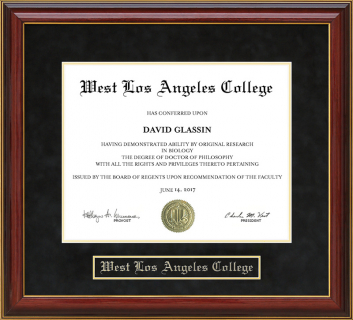 West Los Angeles College
HAS CONFERRED UPON
DAVID GLASSIN
HAVING DEMONSTRATED ABILITY BY ORIGINAL RESEARCH
IN BIOLOGY
THE DEGREE OF DOCTOR OF PHILOSOPHY
WITH ALL THE RIGHTS AND PRIVILEGES THERETO PERTAINING
ISSUED BY THE BOARD OF REGENTS UPON RECOMMENDATION OF THE FACULTY
JUNE 14, 2017
PROVOST
PRESIDENT
West Los Angeles College